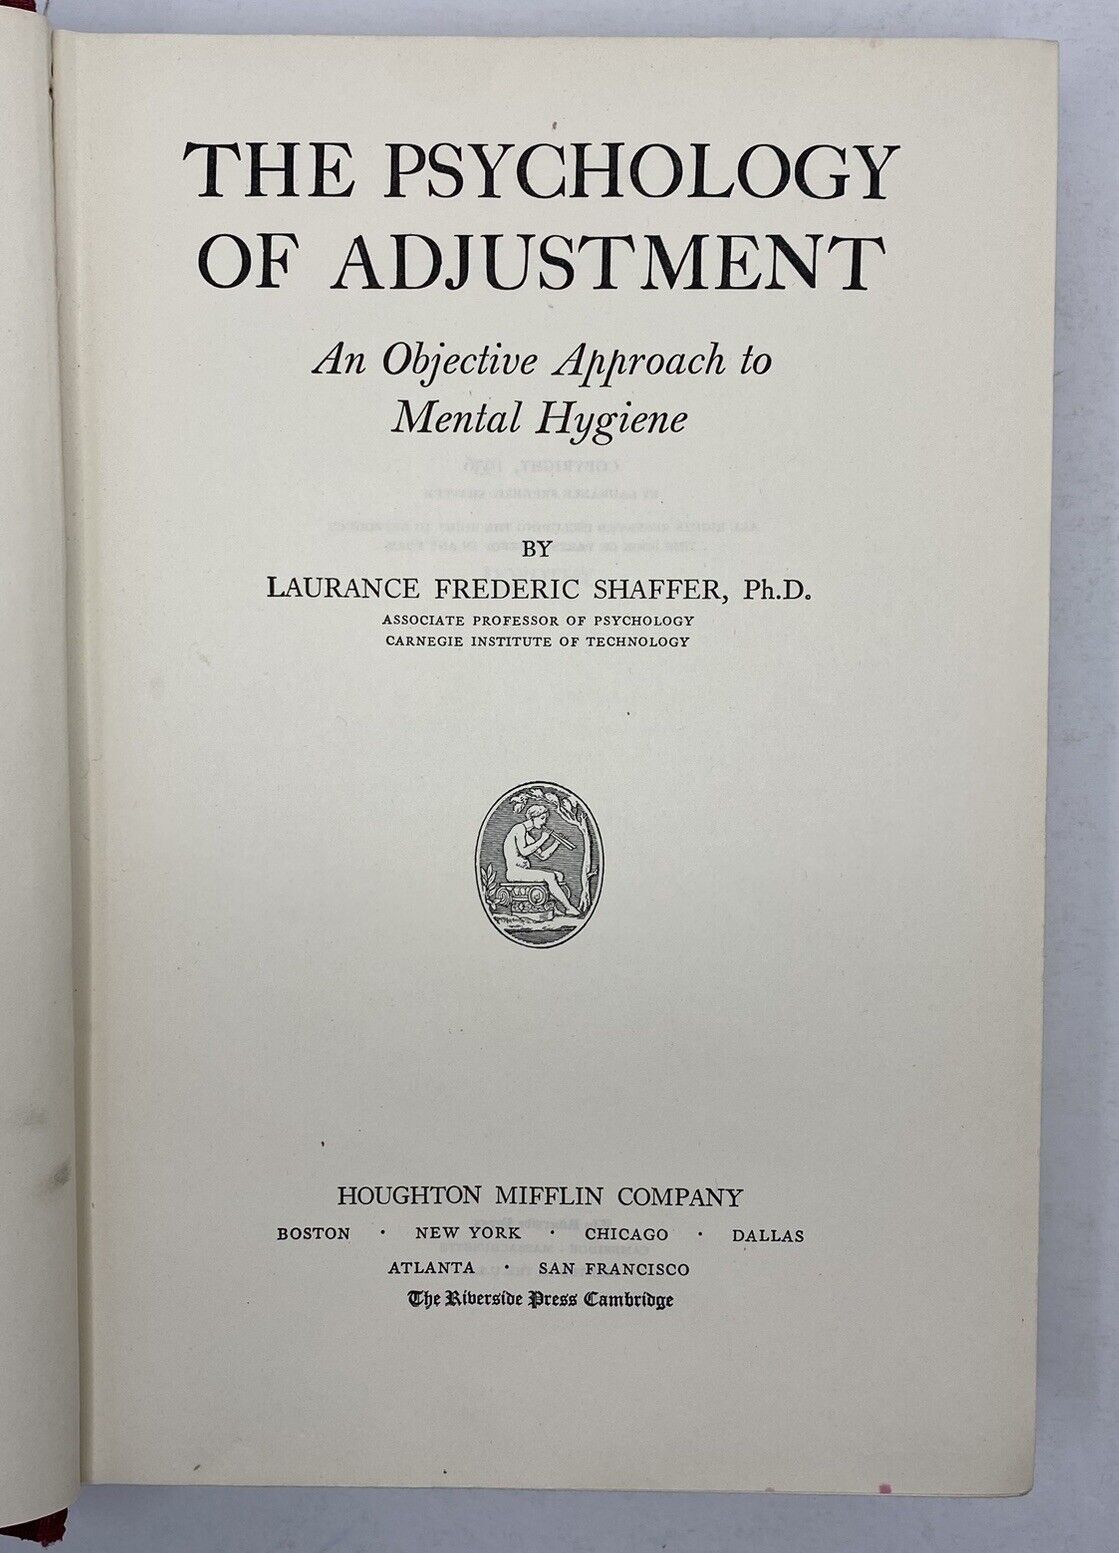 THE PSYCHOLOGY
OF ADJUSTMENT
An Objective Approach to
Mental Hygiene
BY
LAURANCE FREDERIC SHAFFER, Ph.D.
ASSOCIATE PROFESSOR OF PSYCHOLOGY
CARNEGIE INSTITUTE OF TECHNOLOGY
HOUGHTON MIFFLIN COMPANY
BOSTON · NEW YORK · CHICAGO · DALLAS
ATLANTA · SAN FRANCISCO
The Riverside Press Cambridge